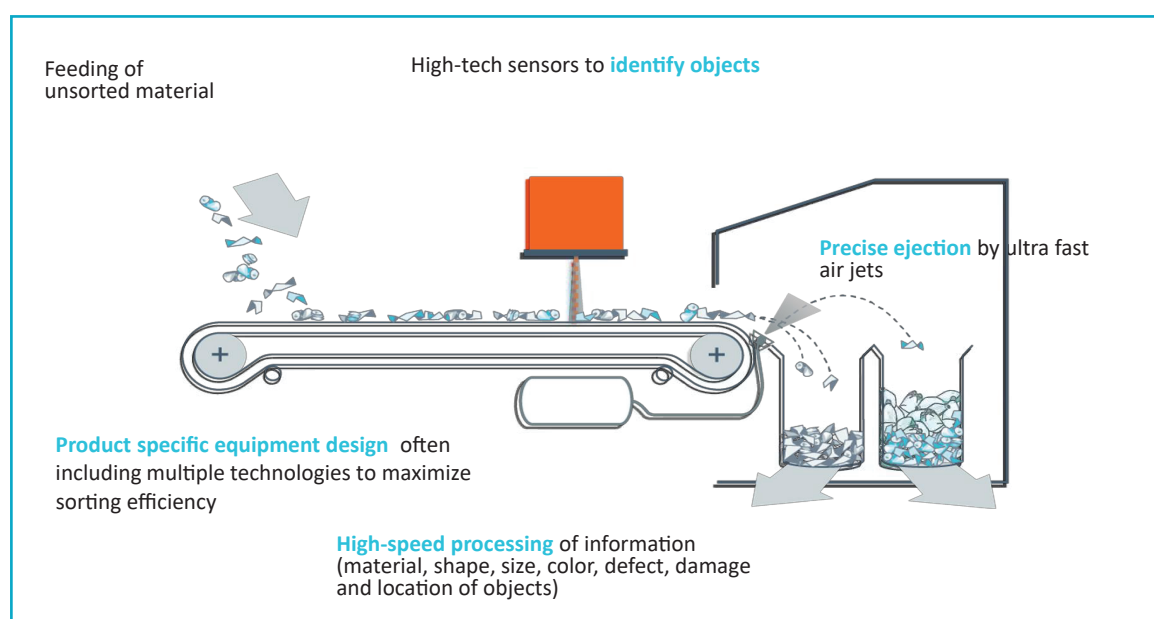 Feeding of
unsorted material
High-tech sensors to identify objects
Precise ejection by ultra fast
air jets
Product specific equipment design often
including multiple technologies to maximize
sorting efficiency
High-speed processing of information
(material, shape, size, color, defect, damage
and location of objects)